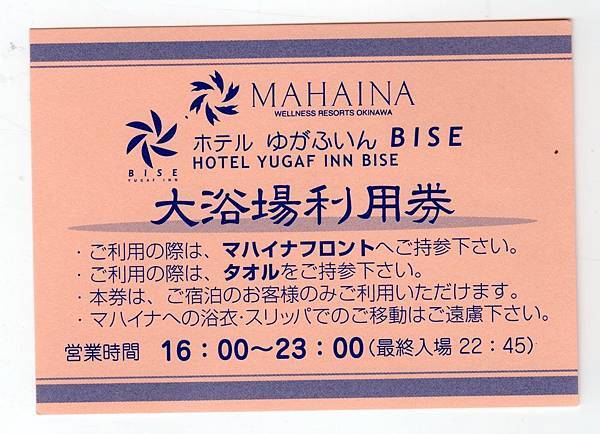 MAHAINA
WELLNESS RESORTS OKINAWA
BISE
YUGAF INN
ホテル ゆがふいん BISE
HOTEL YUGAF INN BISE
大浴場利用券
・ご利用の際は、マハイナフロントへご持参下さい。
・ご利用の際は、タオルをご持参下さい。
・本券は、ご宿泊のお客様のみご利用いただけます。
・マハイナへの浴衣・スリッパでのご移動はご遠慮下さい。
営業時間 16：00～23：00(最終入場 22：45)